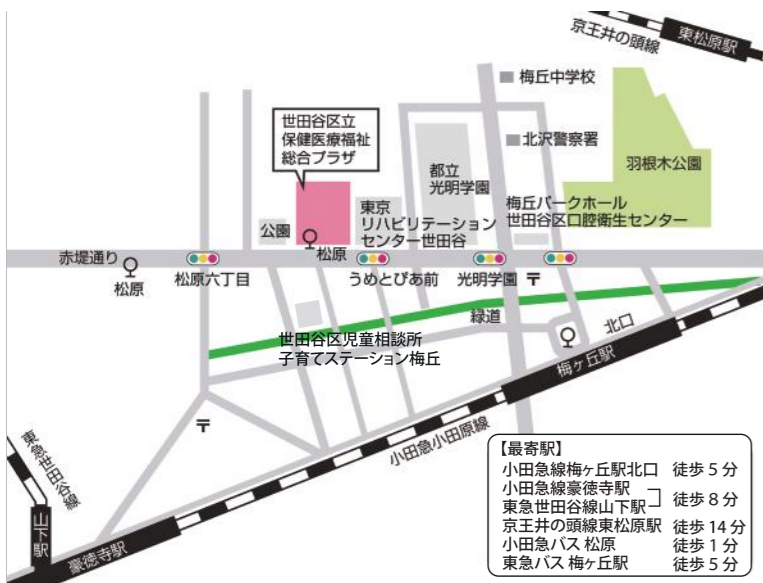 京王井の頭線
東松原駅
梅丘中学校
世田谷区立
保健医療福祉
総合プラザ
北沢警察署
都立
光明学園
羽根木公園
梅丘パークホール
世田谷区口腔衛生センター
東京
リハビリテーション
センター世田谷
公園
松原
赤堤通り
松原
松原六丁目
うめとぴあ前
光明学園
〒
緑道
北口
世田谷区児童相談所
子育てステーション梅丘
梅ヶ丘駅
〒
小田急小田原線
東急世田谷線
山下駅
豪徳寺駅
【最寄駅】
小田急線梅ヶ丘駅北口 徒歩5分
小田急線豪徳寺駅
東急世田谷線山下駅 徒歩8分
京王井の頭線東松原駅 徒歩14分
小田急バス 松原 徒歩1分
東急バス 梅ヶ丘駅 徒歩5分